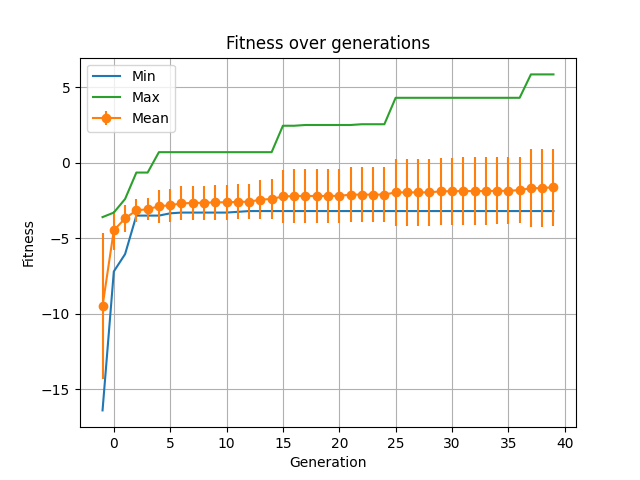 Fitness over generations
Min
Max
Mean
Fitness
5
0
−5
−10
−15
0 5 10 15 20 25 30 35 40
Generation